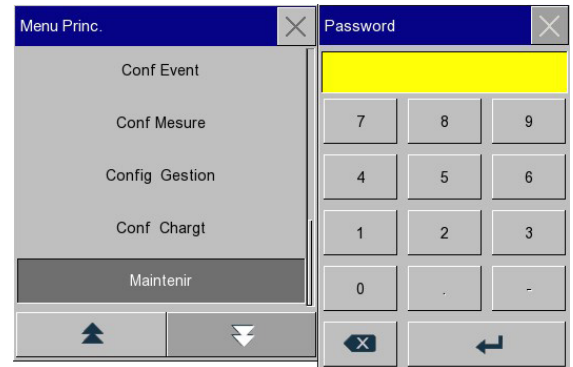 Menu Princ.
Conf Event
Conf Mesure
Config Gestion
Conf Chargt
Maintenir
Password
7 8 9
4 5 6
1 2 3
0 . -